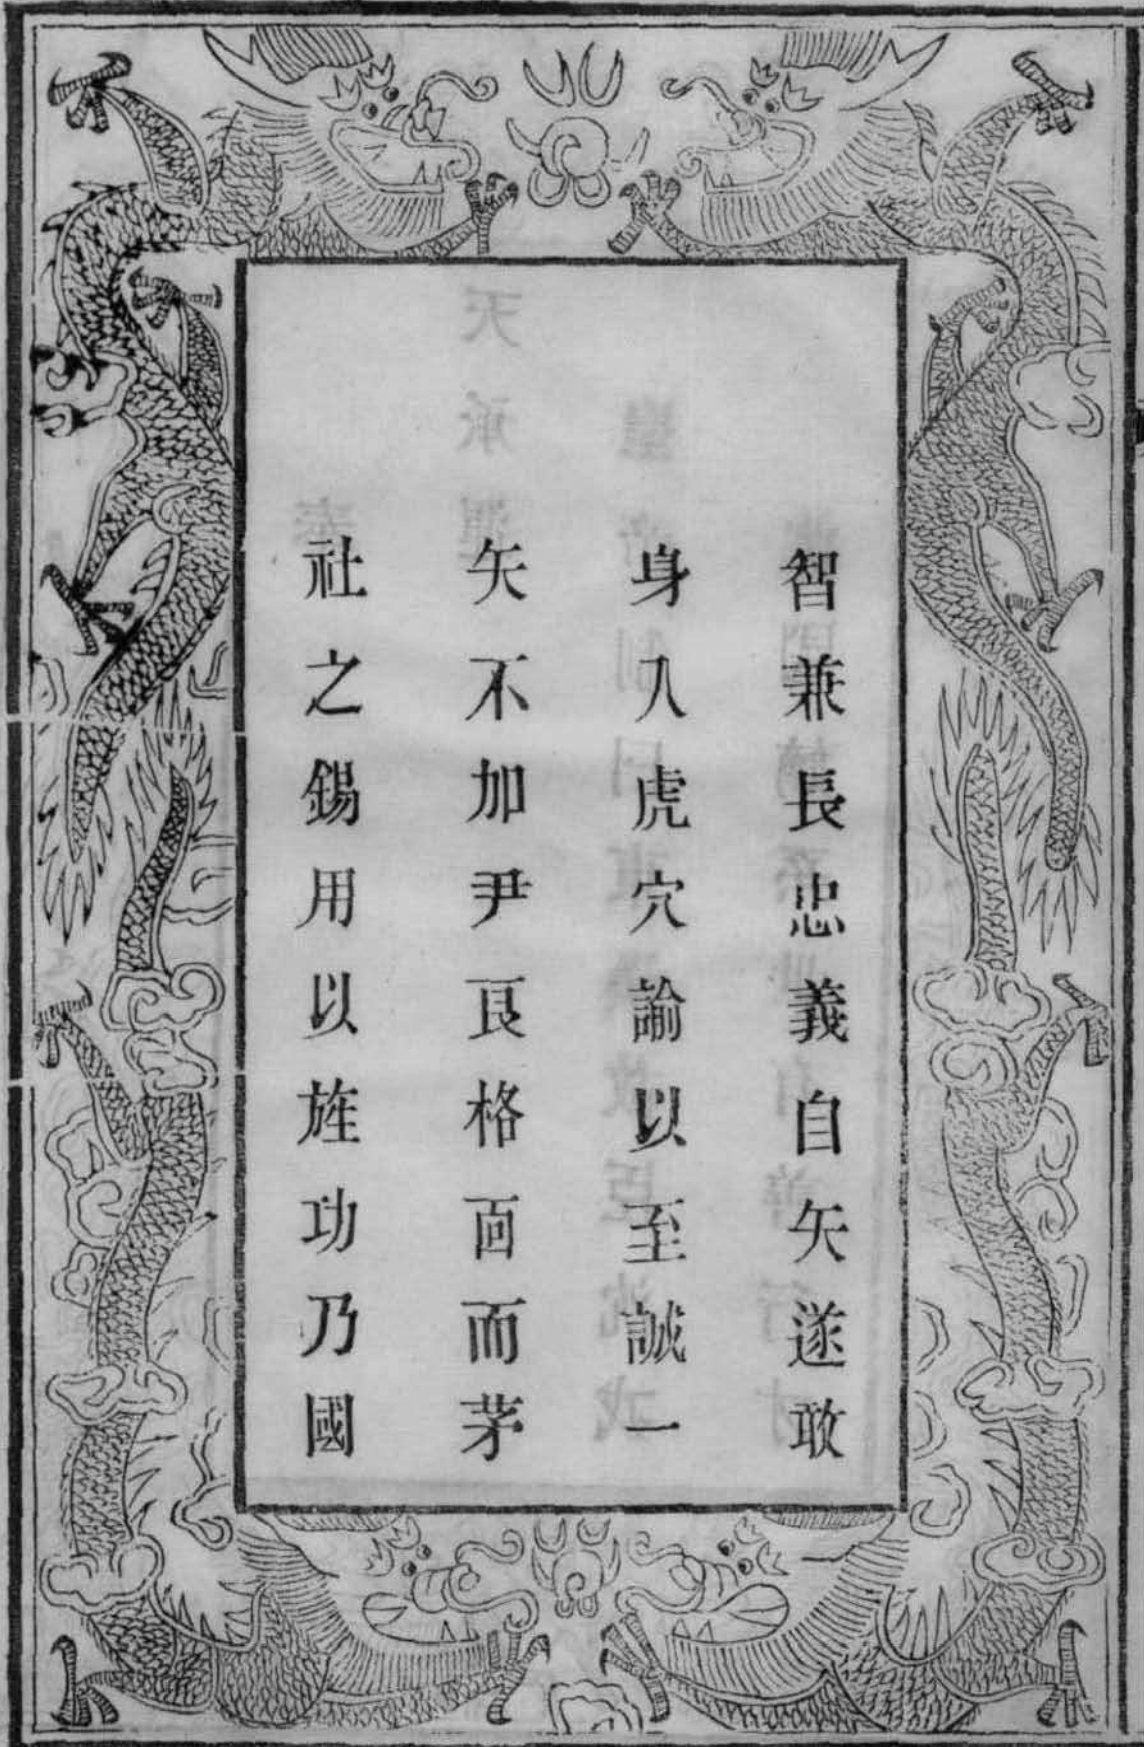 智兼長忠義自矢遂敢
身入虎穴諭以至誠一
矢不加尹艮格靣而茅
社之錫用以旌功乃國